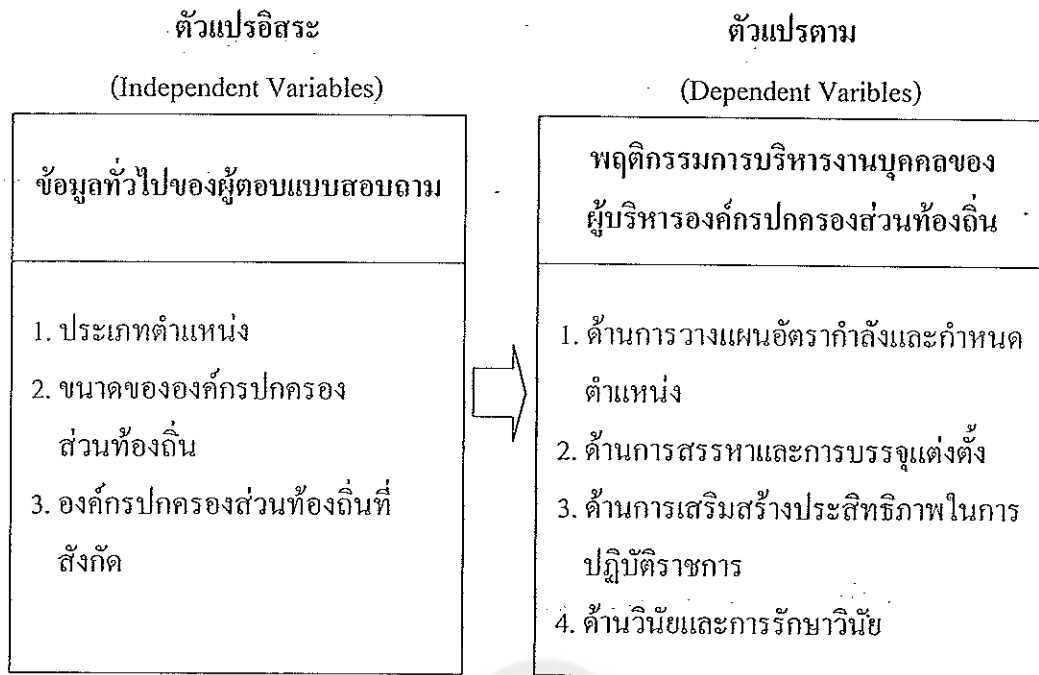 ตัวแปรอิสระ
(Independent Variables)
ข้อมูลทั่วไปของผู้ตอบแบบสอบถาม
1. ประเภทตำแหน่ง
2. ขนาดขององค์กรปกครอง
ส่วนท้องถิ่น
3. องค์กรปกครองส่วนท้องถิ่นที่
สังกัด
ตัวแปรตาม
(Dependent Varibles)
พฤติกรรมการบริหารงานบุคคลของ
ผู้บริหารองค์กรปกครองส่วนท้องถิ่น
1. ด้านการวางแผนอัตรากำลังและกำหนด
ตำแหน่ง
2. ด้านการสรรหาและการบรรจุแต่งตั้ง
3. ด้านการเสริมสร้างประสิทธิภาพในการ
ปฏิบัติราชการ
4. ด้านวินัยและการรักษาวินัย